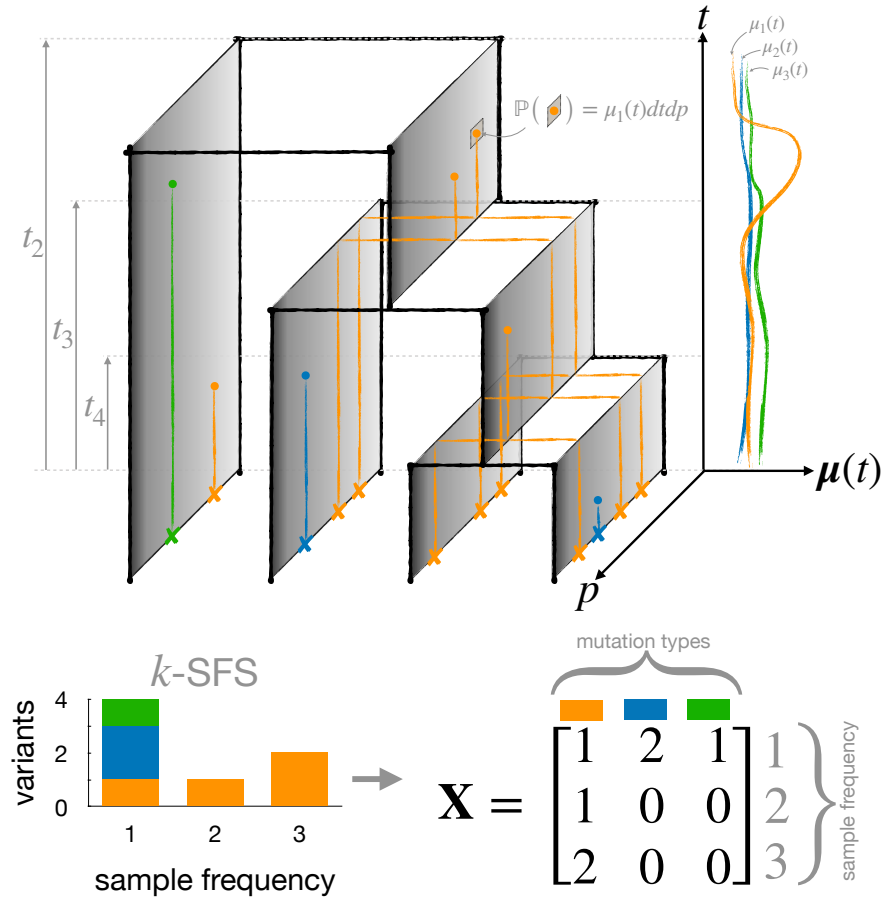 t
μ₁(t)
μ₂(t)
μ₃(t)
ℙ( ) = μ₁(t)dtdp
t₂
t₃
t₄
μ(t)
p
mutation types
k-SFS
variants
4
2
0
1 2 3
sample frequency
X = [1 2 1] 1
1 0 0 2
2 0 0 3
sample frequency